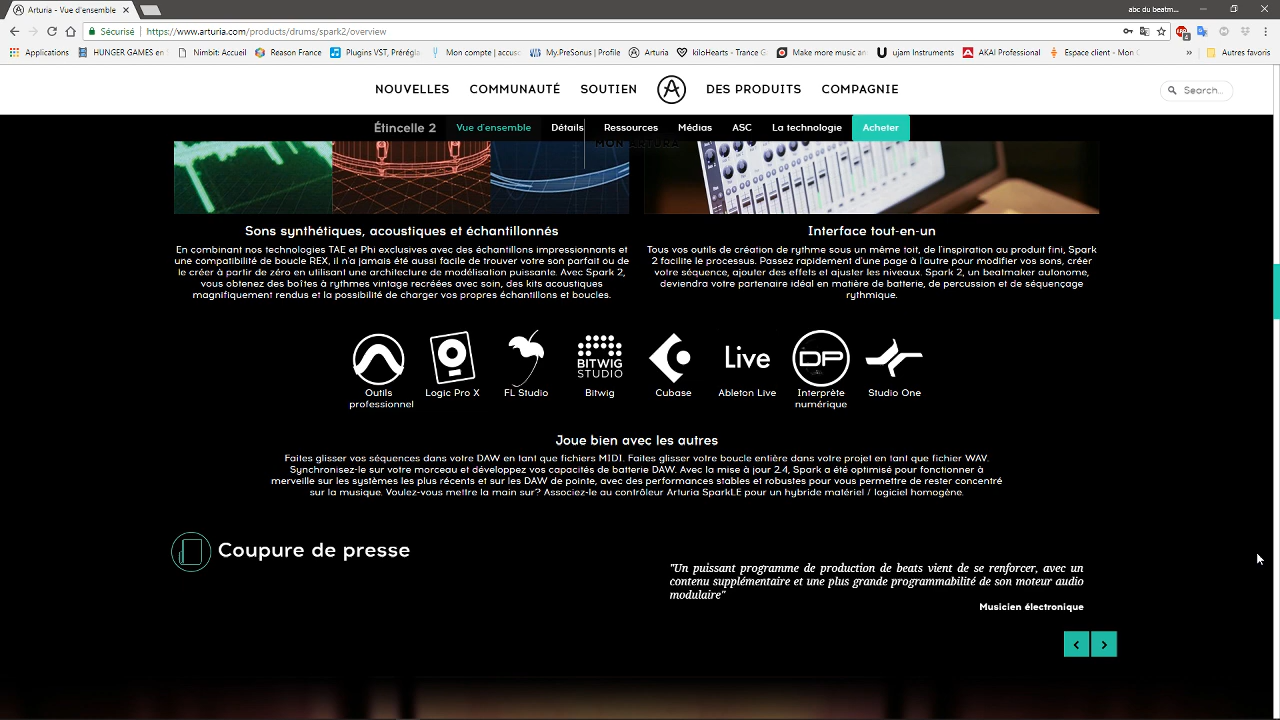 Arturia - Vue d'ensemble
abc du beatm...
Sécurisé
https://www.arturia.com/products/drums/spark2/overview
Applications
HUNGER GAMES en S
Nimbit: Accueil
Reason France
Plugins VST, Prérégla
Mon compte | accusc
My.PreSonus | Profile
Arturia
kiloHearts - Trance G
Make more music an
ujam Instruments
AKAI Professional
Espace client - Mon C
»
Autres favoris
NOUVELLES
COMMUNAUTÉ
SOUTIEN
DES PRODUITS
COMPAGNIE
Search...
Étincelle 2
Vue d'ensemble
Détails
Ressources
Médias
ASC
La technologie
Acheter
MON ARTURIA
Sons synthétiques, acoustiques et échantillonnés
En combinant nos technologies TAE et Phi exclusives avec des échantillons impressionnants et
une compatibilité de boucle REX, il n'a jamais été aussi facile de trouver votre son parfait ou de
le créer à partir de zéro en utilisant une architecture de modélisation puissante. Avec Spark 2,
vous obtenez des boîtes à rythmes vintage recréées avec soin, des kits acoustiques
magnifiquement rendus et la possibilité de charger vos propres échantillons et boucles.
Interface tout-en-un
Tous vos outils de création de rythme sous un même toit, de l'inspiration au produit fini, Spark
2 facilite le processus. Passez rapidement d'une page à l'autre pour modifier vos sons, créer
votre séquence, ajouter des effets et ajuster les niveaux. Spark 2, un beatmaker autonome,
deviendra votre partenaire idéal en matière de batterie, de percussion et de séquençage
rythmique.
BITWIG
STUDIO
Live
DP
Outils
professionnel
Logic Pro X
FL Studio
Bitwig
Cubase
Ableton Live
Interprète
numérique
Studio One
Joue bien avec les autres
Faites glisser vos séquences dans votre DAW en tant que fichiers MIDI. Faites glisser votre boucle entière dans votre projet en tant que fichier WAV.
Synchronisez-le sur votre morceau et développez vos capacités de batterie DAW. Avec la mise à jour 2.4, Spark a été optimisé pour fonctionner à
merveille sur les systèmes les plus récents et sur les DAW de pointe, avec des performances stables et robustes pour vous permettre de rester concentré
sur la musique. Voulez-vous mettre la main sur? Associez-le au contrôleur Arturia SparkLE pour un hybride matériel / logiciel homogène.
Coupure de presse
"Un puissant programme de production de beats vient de se renforcer, avec un
contenu supplémentaire et une plus grande programmabilité de son moteur audio
modulaire"
Musicien électronique